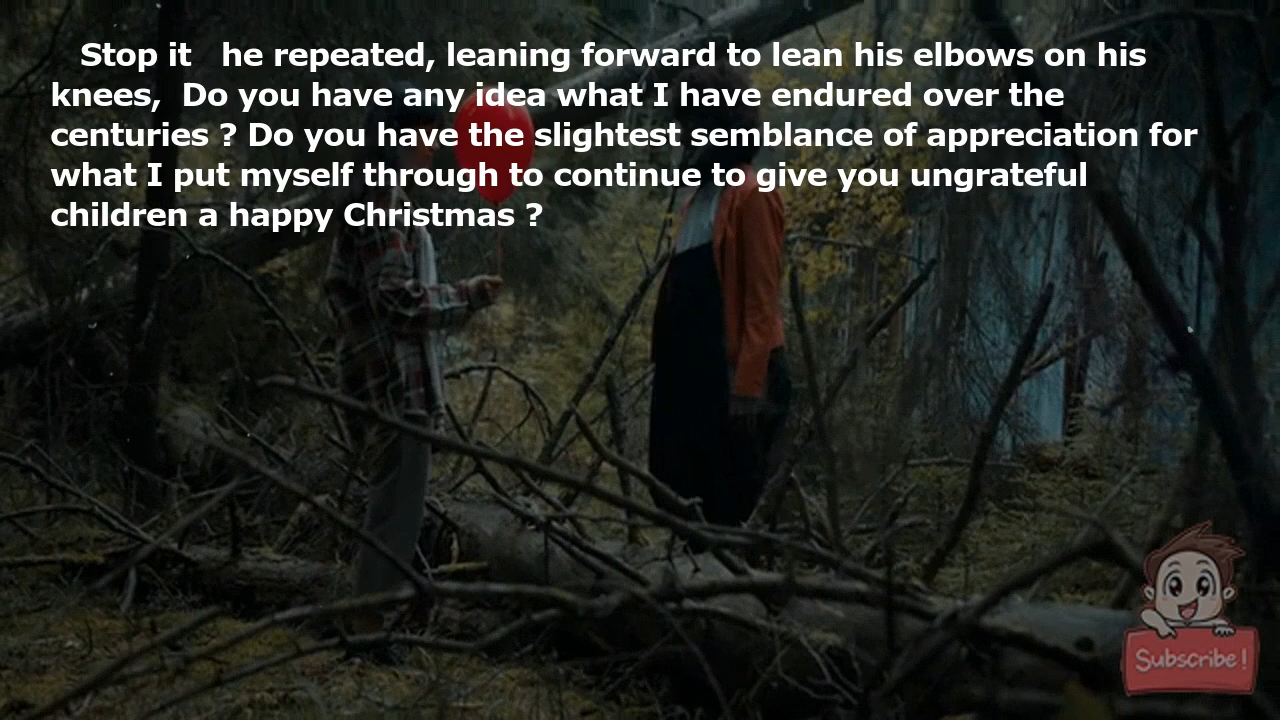 Stop it he repeated, leaning forward to lean his elbows on his
knees, Do you have any idea what I have endured over the
centuries ? Do you have the slightest semblance of appreciation for
what I put myself through to continue to give you ungrateful
children a happy Christmas ?
Subscribe!